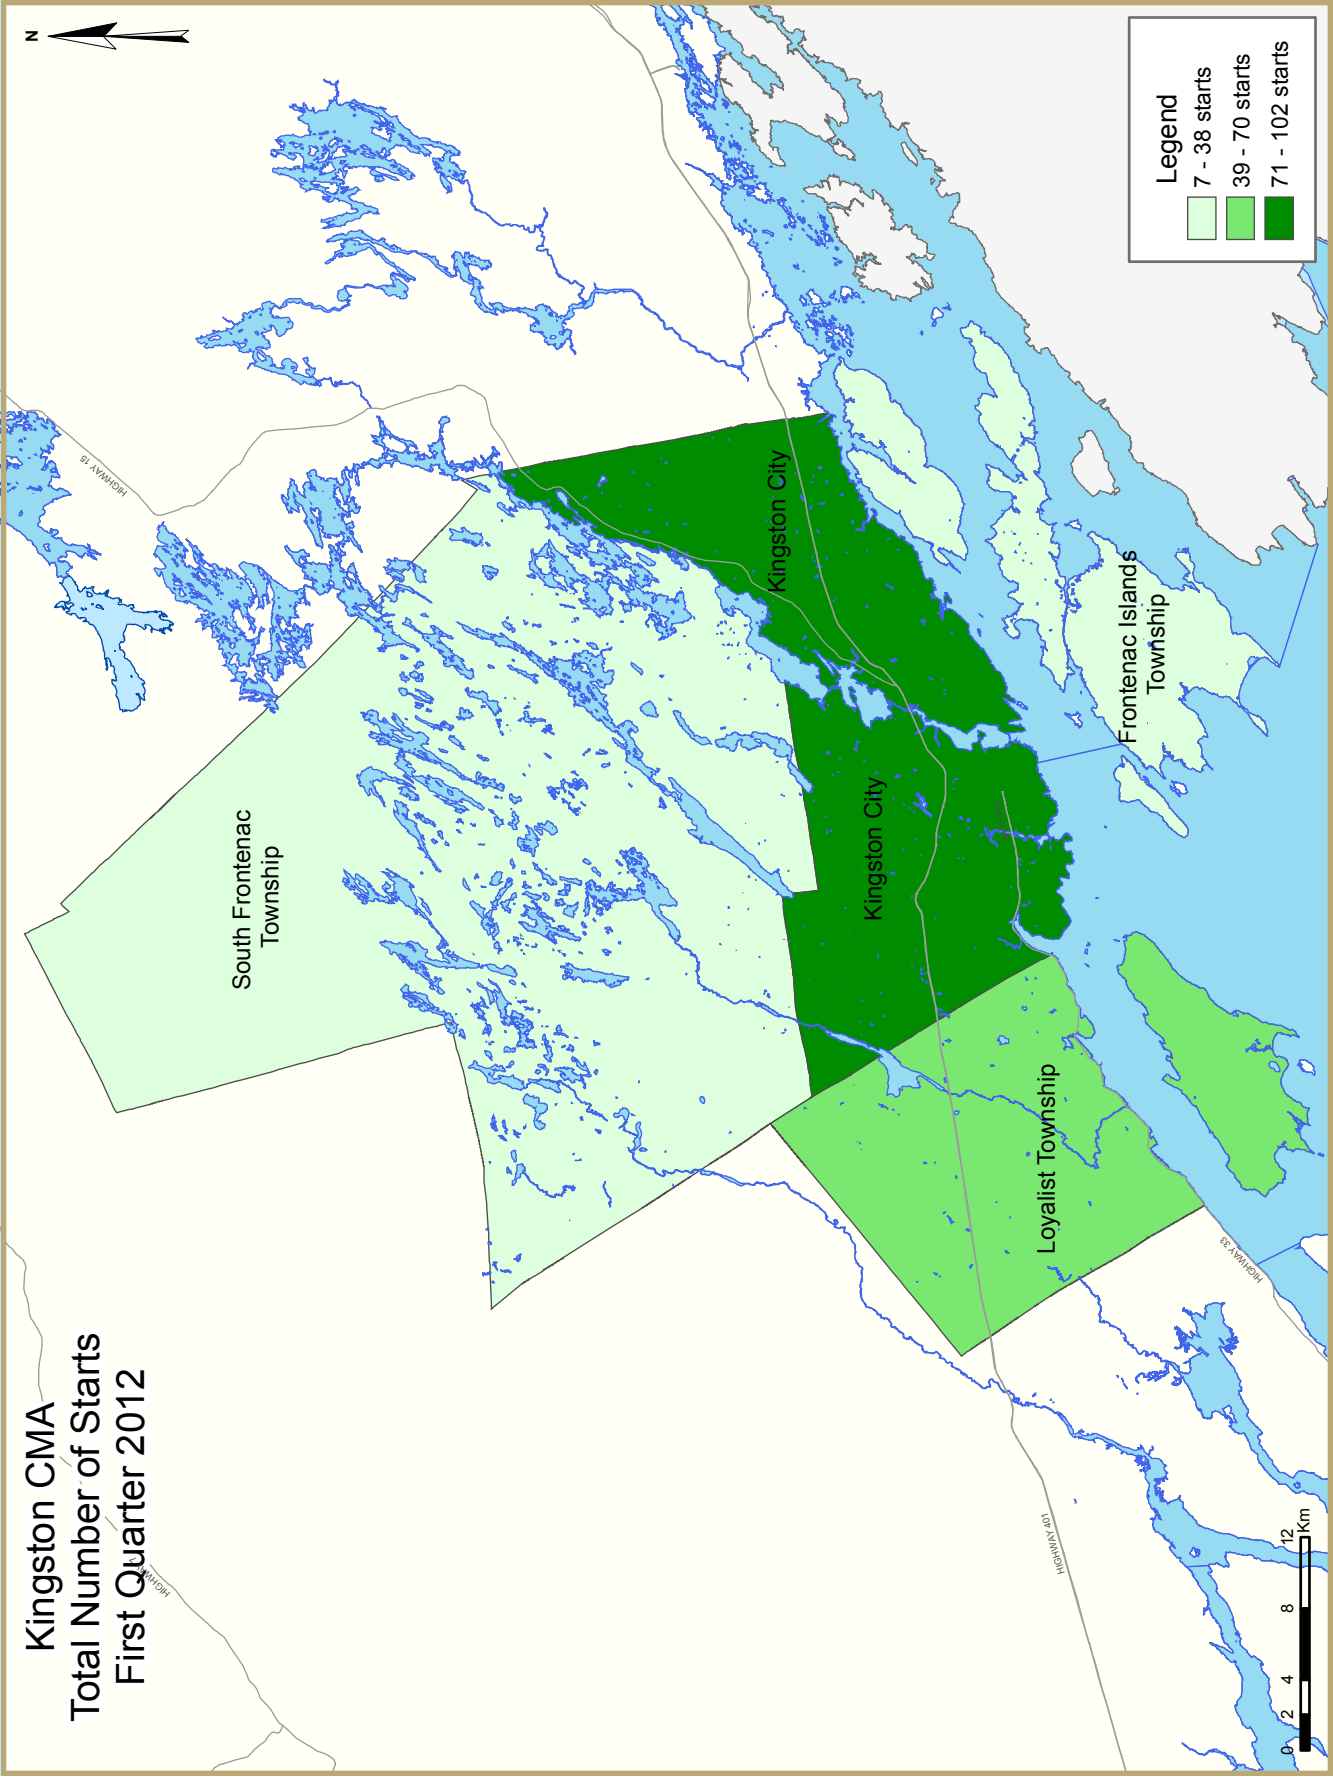 Kingston CMA
Total Number of Starts
First Quarter 2012
N
HIGHWAY
HIGHWAY 15
South Frontenac
Township
Kingston City
Kingston City
Loyalist Township
Frontenac Islands
Township
HIGHWAY 401
HIGHWAY 33
Legend
7 - 38 starts
39 - 70 starts
71 - 102 starts
0 2 4 8 12
Km